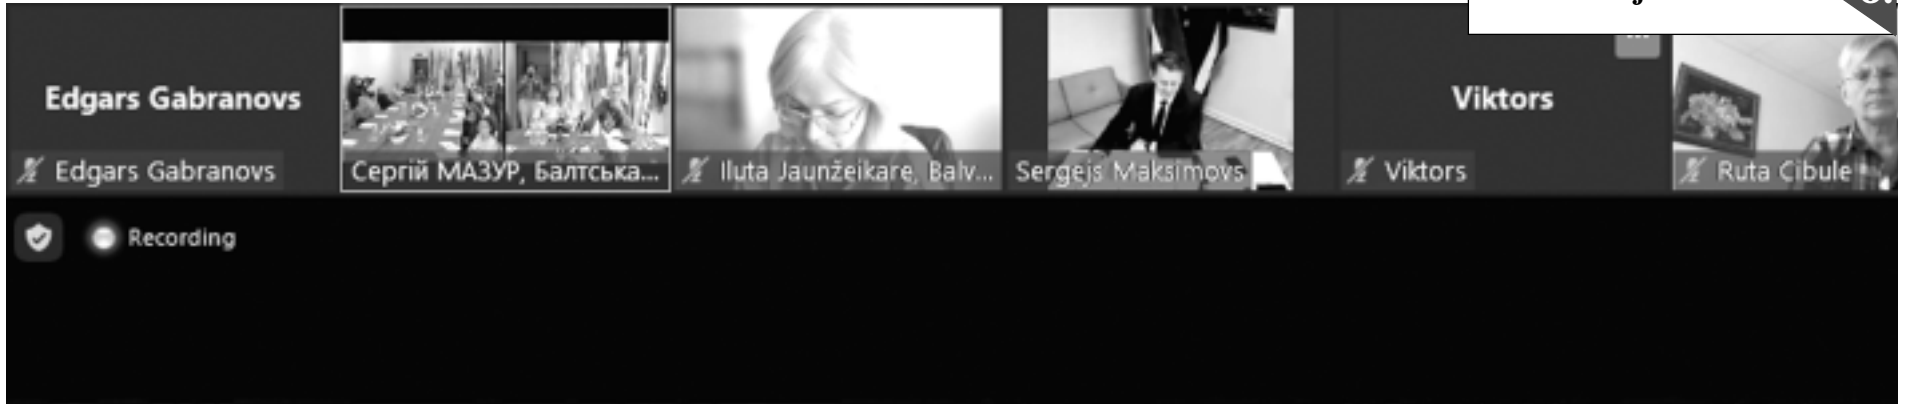 Edgars Gabranovs
Viktors
Edgars Gabranovs
Сергій МАЗУР, Балтська...
Iluta Jaunžeikare, Balv...
Sergejs Maksimovs
Viktors
Ruta Cibule
Recording